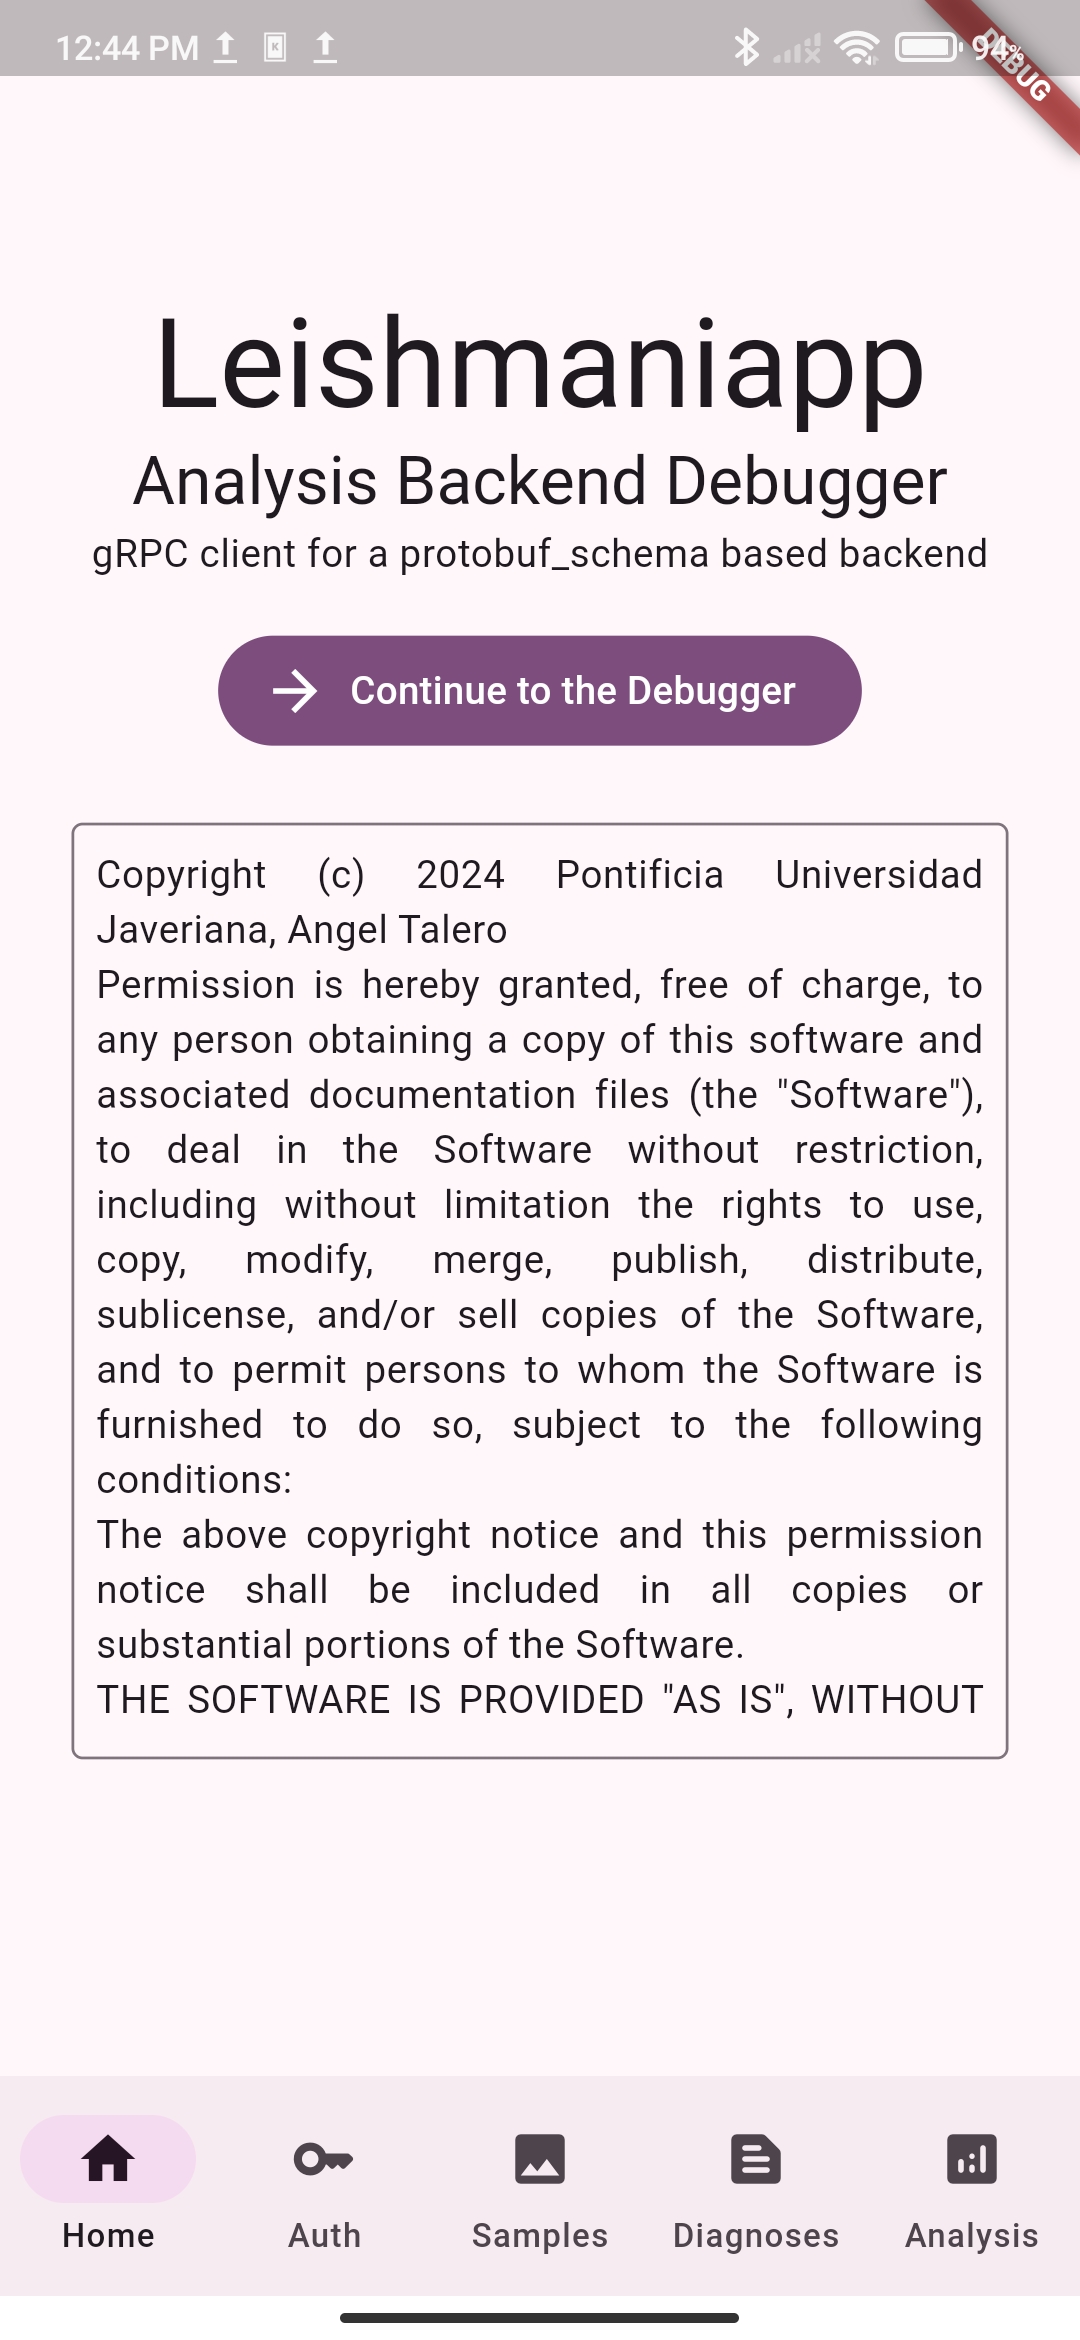 12:44 PM
94%
DEBUG
Leishmaniapp
Analysis Backend Debugger
gRPC client for a protobuf_schema based backend
Continue to the Debugger
Copyright (c) 2024 Pontificia Universidad
Javeriana, Angel Talero
Permission is hereby granted, free of charge, to
any person obtaining a copy of this software and
associated documentation files (the "Software"),
to deal in the Software without restriction,
including without limitation the rights to use,
copy, modify, merge, publish, distribute,
sublicense, and/or sell copies of the Software,
and to permit persons to whom the Software is
furnished to do so, subject to the following
conditions:
The above copyright notice and this permission
notice shall be included in all copies or
substantial portions of the Software.
THE SOFTWARE IS PROVIDED "AS IS", WITHOUT
Home
Auth
Samples
Diagnoses
Analysis